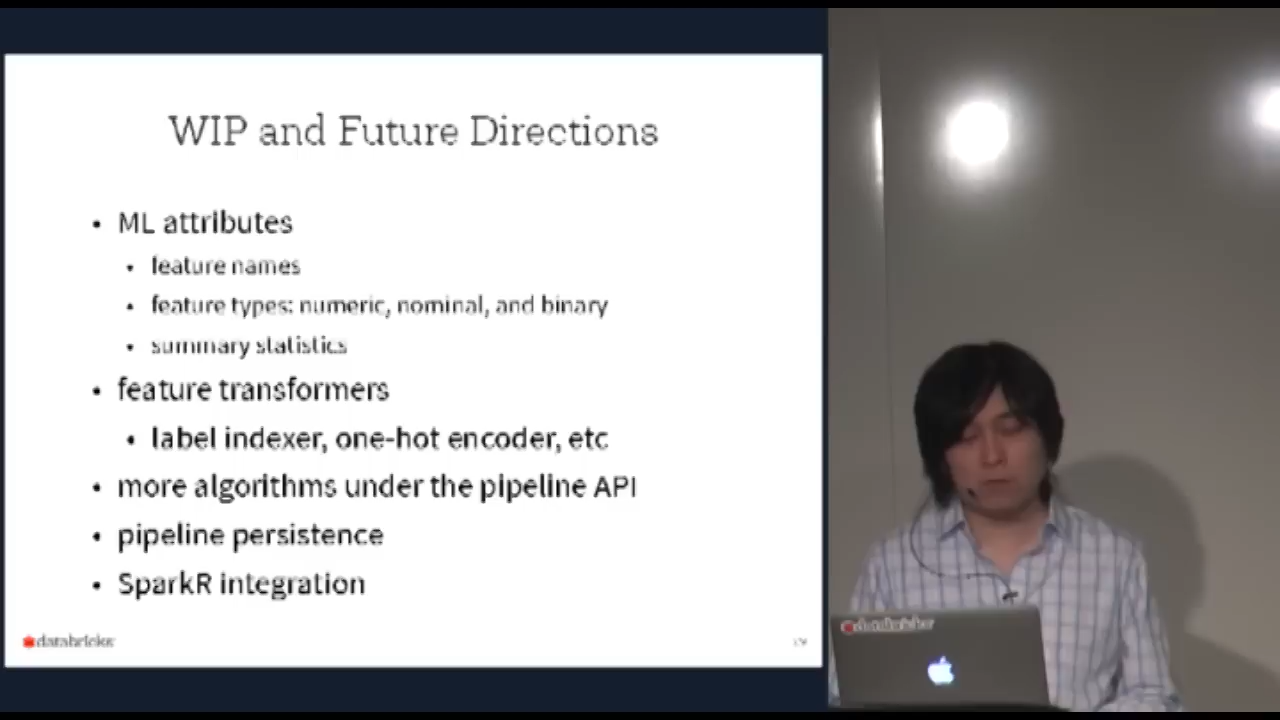 WIP and Future Directions
• ML attributes
• feature names
• feature types: numeric, nominal, and binary
• summary statistics
• feature transformers
• label indexer, one-hot encoder, etc
• more algorithms under the pipeline API
• pipeline persistence
• SparkR integration
databricks
databricks